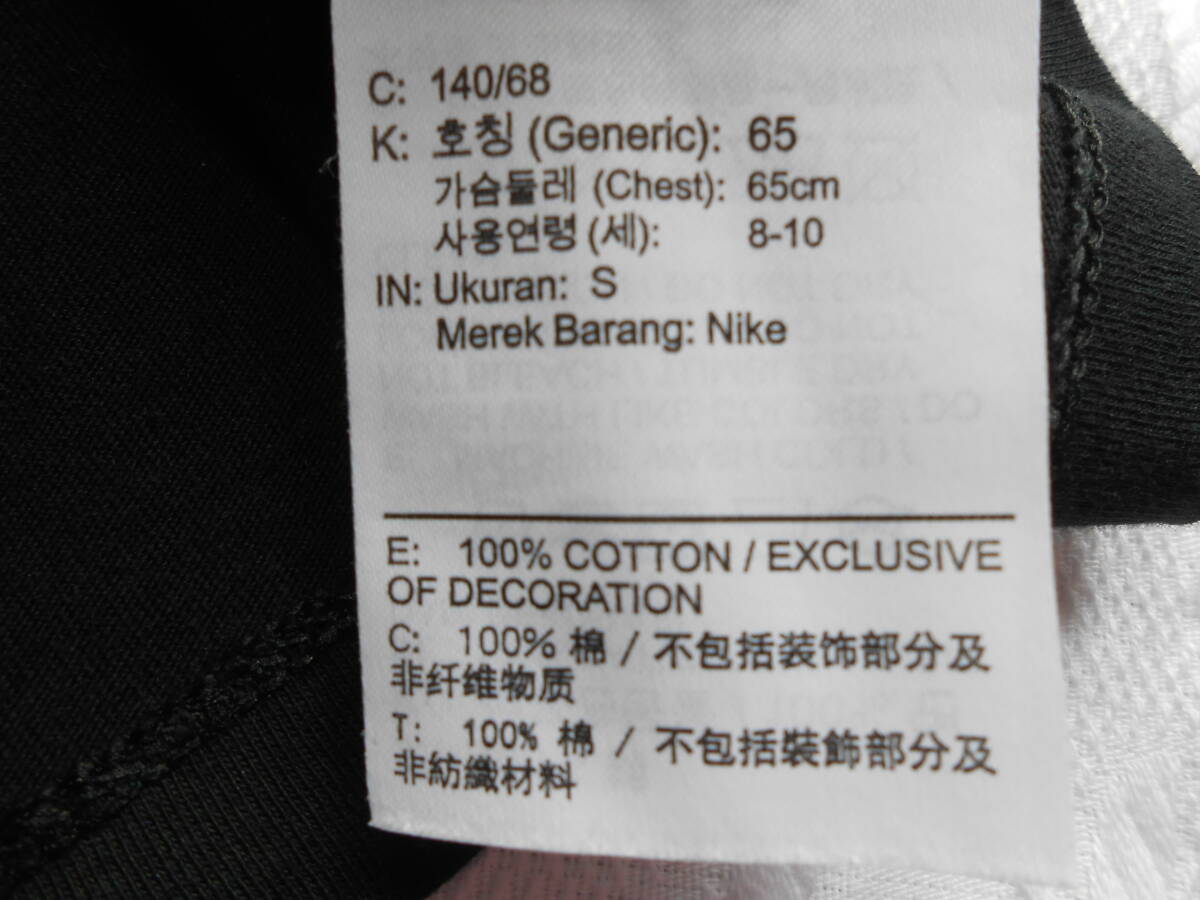 C: 140/68
K: 호칭 (Generic): 65
가슴둘레 (Chest): 65cm
사용연령 (세): 8-10
IN: Ukuran: S
Merek Barang: Nike
E: 100% COTTON / EXCLUSIVE
OF DECORATION
C: 100% 棉 / 不包括装饰部分及
非纤维物质
T: 100% 棉 / 不包括裝飾部分及
非紡織材料